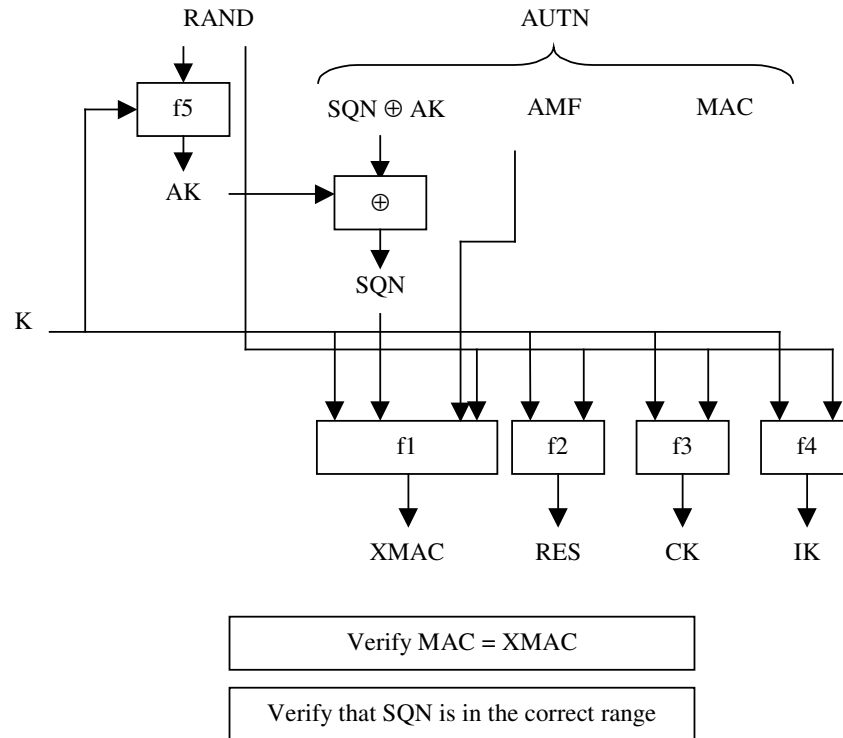 RAND AUTN
f5 SQN ⊕ AK AMF MAC
AK ⊕
SQN
K
f1 f2 f3 f4
XMAC RES CK IK
Verify MAC = XMAC
Verify that SQN is in the correct range